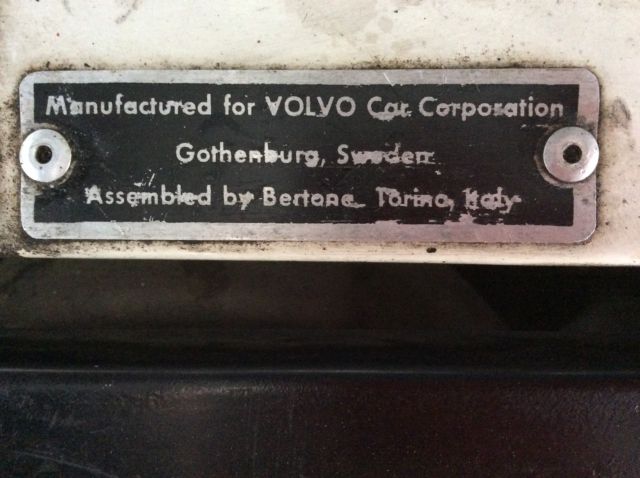 Manufactured for VOLVO Car Corporation
Gothenburg, Sweden
Assembled by Bertone Torino, Italy